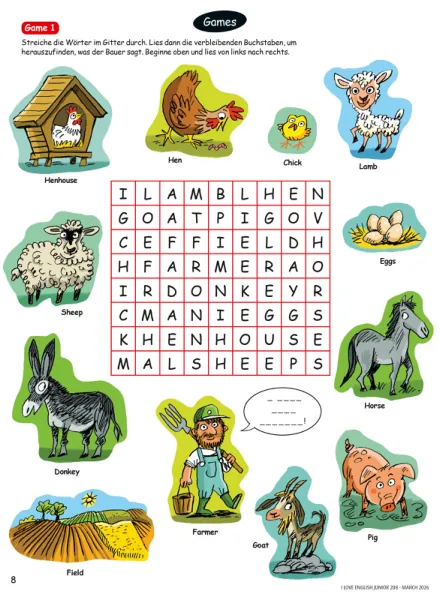 Games
Game 1
Streiche die Wörter im Gitter durch. Lies dann die verbleibenden Buchstaben, um
herauszufinden, was der Bauer sagt. Beginne oben und lies von links nach rechts.
Henhouse
Hen
Chick
Lamb
I L A M B L H E N
G O A T P I G O V
C E F F I E L D H
H F A R M E R A O
I R D O N K E Y R
C M A N I E G G S
K H E N H O U S E
M A L S H E E P S
Sheep
Eggs
Donkey
Horse
_ _ _ _ _
_ _ _ _
_ _ _ _ _ _ _ !
Farmer
Goat
Pig
Field
8
I LOVE ENGLISH JUNIOR 206 - MARCH 2026